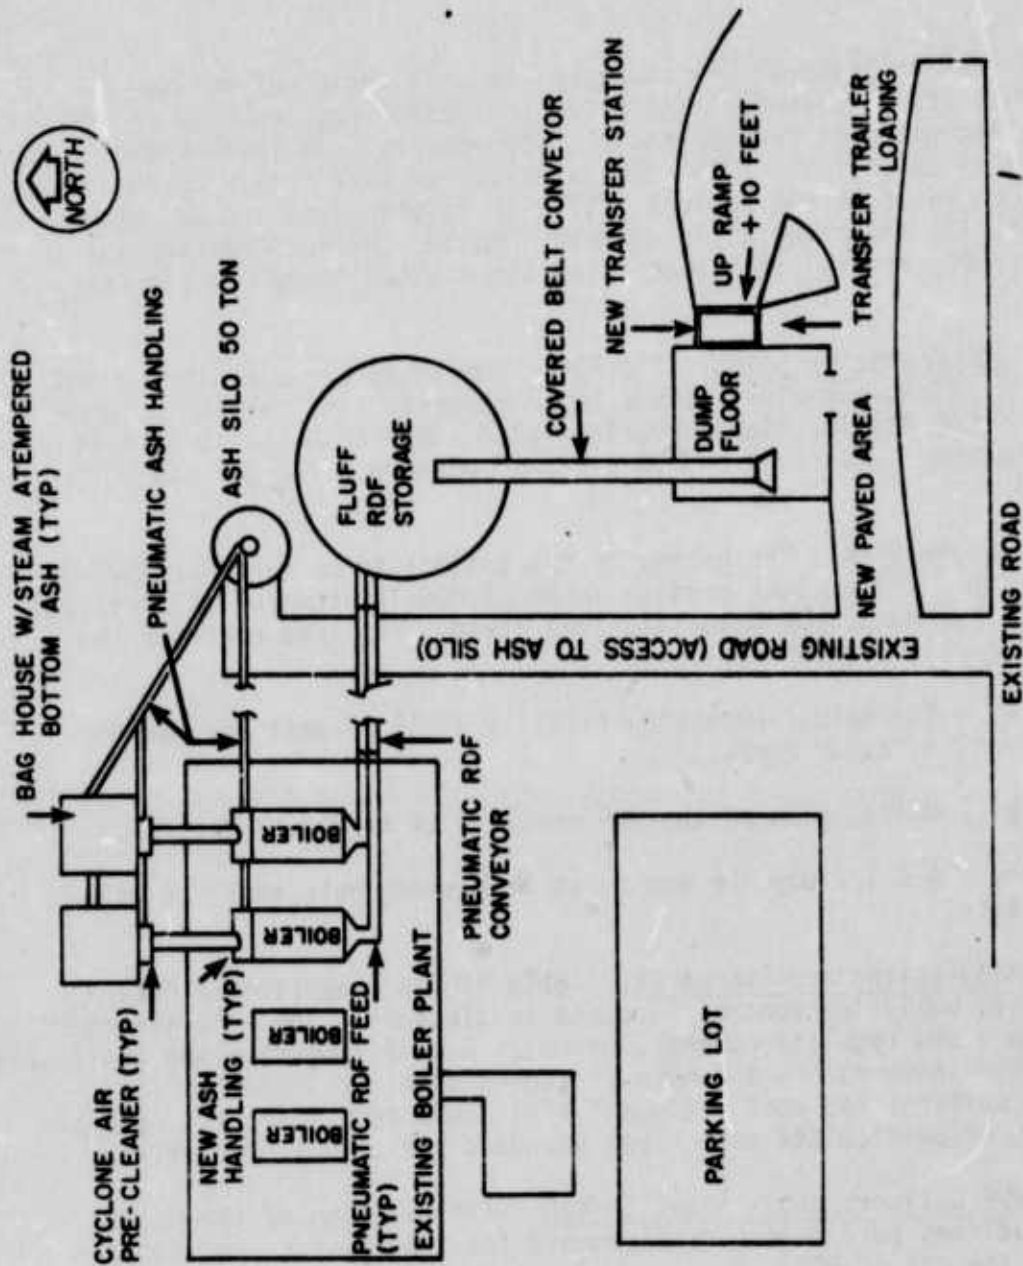 NORTH
BAG HOUSE W/STEAM ATEMPERED
BOTTOM ASH (TYP)
PNEUMATIC ASH HANDLING
ASH SILO 50 TON
CYCLONE AIR
PRE-CLEANER (TYP)
NEW ASH
HANDLING (TYP)
BOILER
BOILER
BOILER
BOILER
PNEUMATIC RDF FEED
(TYP)
EXISTING BOILER PLANT
PNEUMATIC RDF
CONVEYOR
FLUFF
RDF
STORAGE
COVERED BELT CONVEYOR
NEW TRANSFER STATION
UP RAMP
+ 10 FEET
DUMP
FLOOR
TRANSFER TRAILER
LOADING
NEW PAVED AREA
EXISTING ROAD (ACCESS TO ASH SILO)
PARKING LOT
EXISTING ROAD